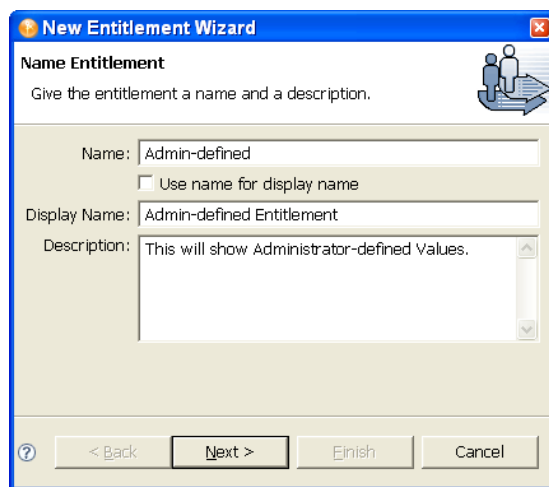 New Entitlement Wizard
Name Entitlement
Give the entitlement a name and a description.
Name: Admin-defined
Use name for display name
Display Name: Admin-defined Entitlement
Description: This will show Administrator-defined Values.
? < Back Next > Finish Cancel